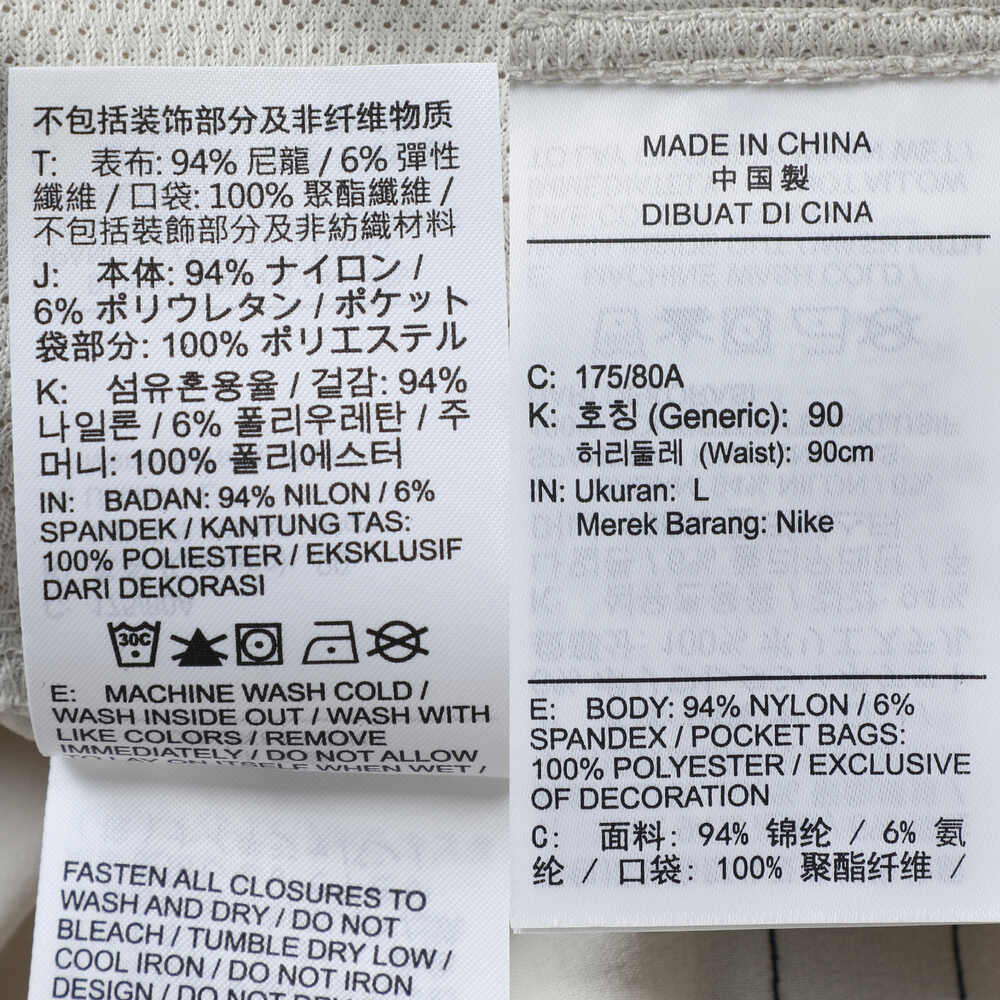 不包括装饰部分及非纤维物质
T: 表布: 94% 尼龍 / 6% 彈性
纖維 / 口袋: 100% 聚酯纖維 /
不包括裝飾部分及非紡織材料
J: 本体: 94% ナイロン /
6% ポリウレタン / ポケット
袋部分: 100% ポリエステル
K: 섬유혼용율 / 겉감: 94%
나일론 / 6% 폴리우레탄 / 주
머니: 100% 폴리에스터
IN: BADAN: 94% NILON / 6%
SPANDEK / KANTUNG TAS:
100% POLIESTER / EKSKLUSIF
DARI DEKORASI
30C
E: MACHINE WASH COLD /
WASH INSIDE OUT / WASH WITH
LIKE COLORS / REMOVE
IMMEDIATELY / DO NOT ALLOW
TO LAY ON ITSELF WHEN WET /
FASTEN ALL CLOSURES TO
WASH AND DRY / DO NOT
BLEACH / TUMBLE DRY LOW /
COOL IRON / DO NOT IRON
DESIGN / DO NOT
MADE IN CHINA
中国製
DIBUAT DI CINA
C: 175/80A
K: 호칭 (Generic): 90
허리둘레 (Waist): 90cm
IN: Ukuran: L
Merek Barang: Nike
E: BODY: 94% NYLON / 6%
SPANDEX / POCKET BAGS:
100% POLYESTER / EXCLUSIVE
OF DECORATION
C: 面料: 94% 锦纶 / 6% 氨
纶 / 口袋: 100% 聚酯纤维 /